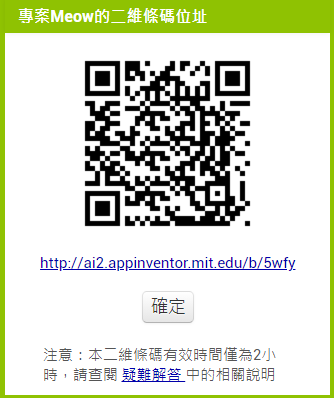 專案Meow的二維條碼位址
http://ai2.appinventor.mit.edu/b/5wfy
確定
注意：本二維條碼有效時間僅為2小
時，請查閱 疑難解答 中的相關說明